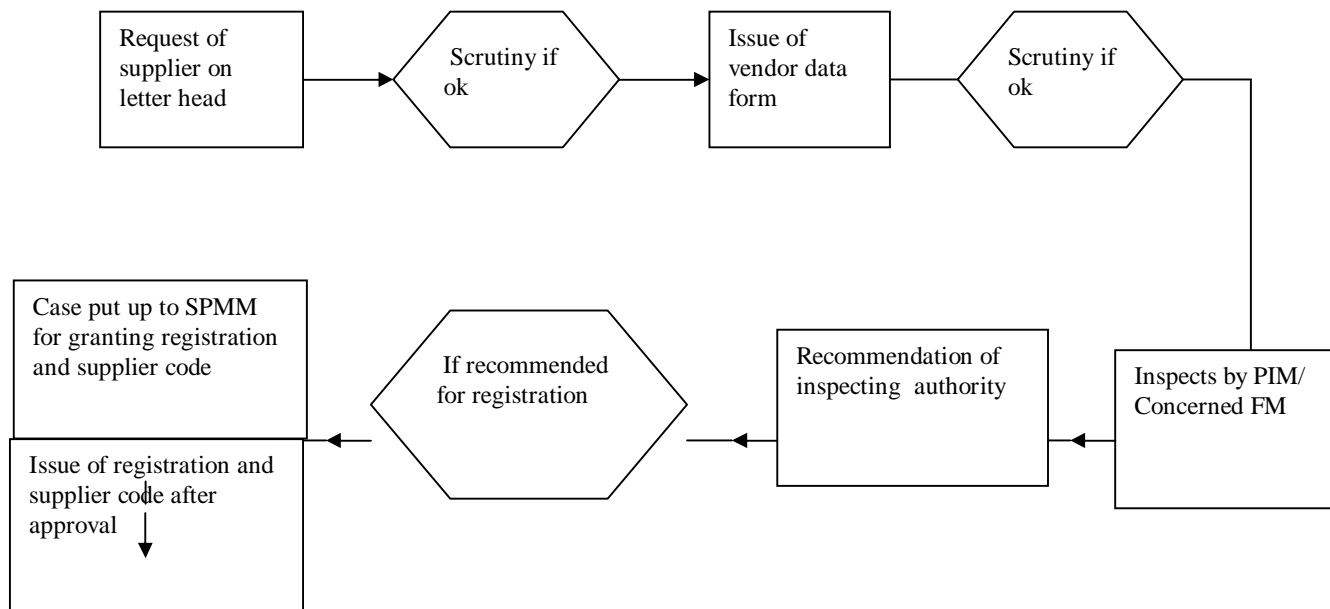 Request of
supplier on
letter head
Scrutiny if
ok
Issue of
vendor data
form
Scrutiny if
ok
Inspects by PIM/
Concerned FM
Recommendation of
inspecting authority
If recommended
for registration
Case put up to SPMM
for granting registration
and supplier code
Issue of registration and
supplier code after
approval